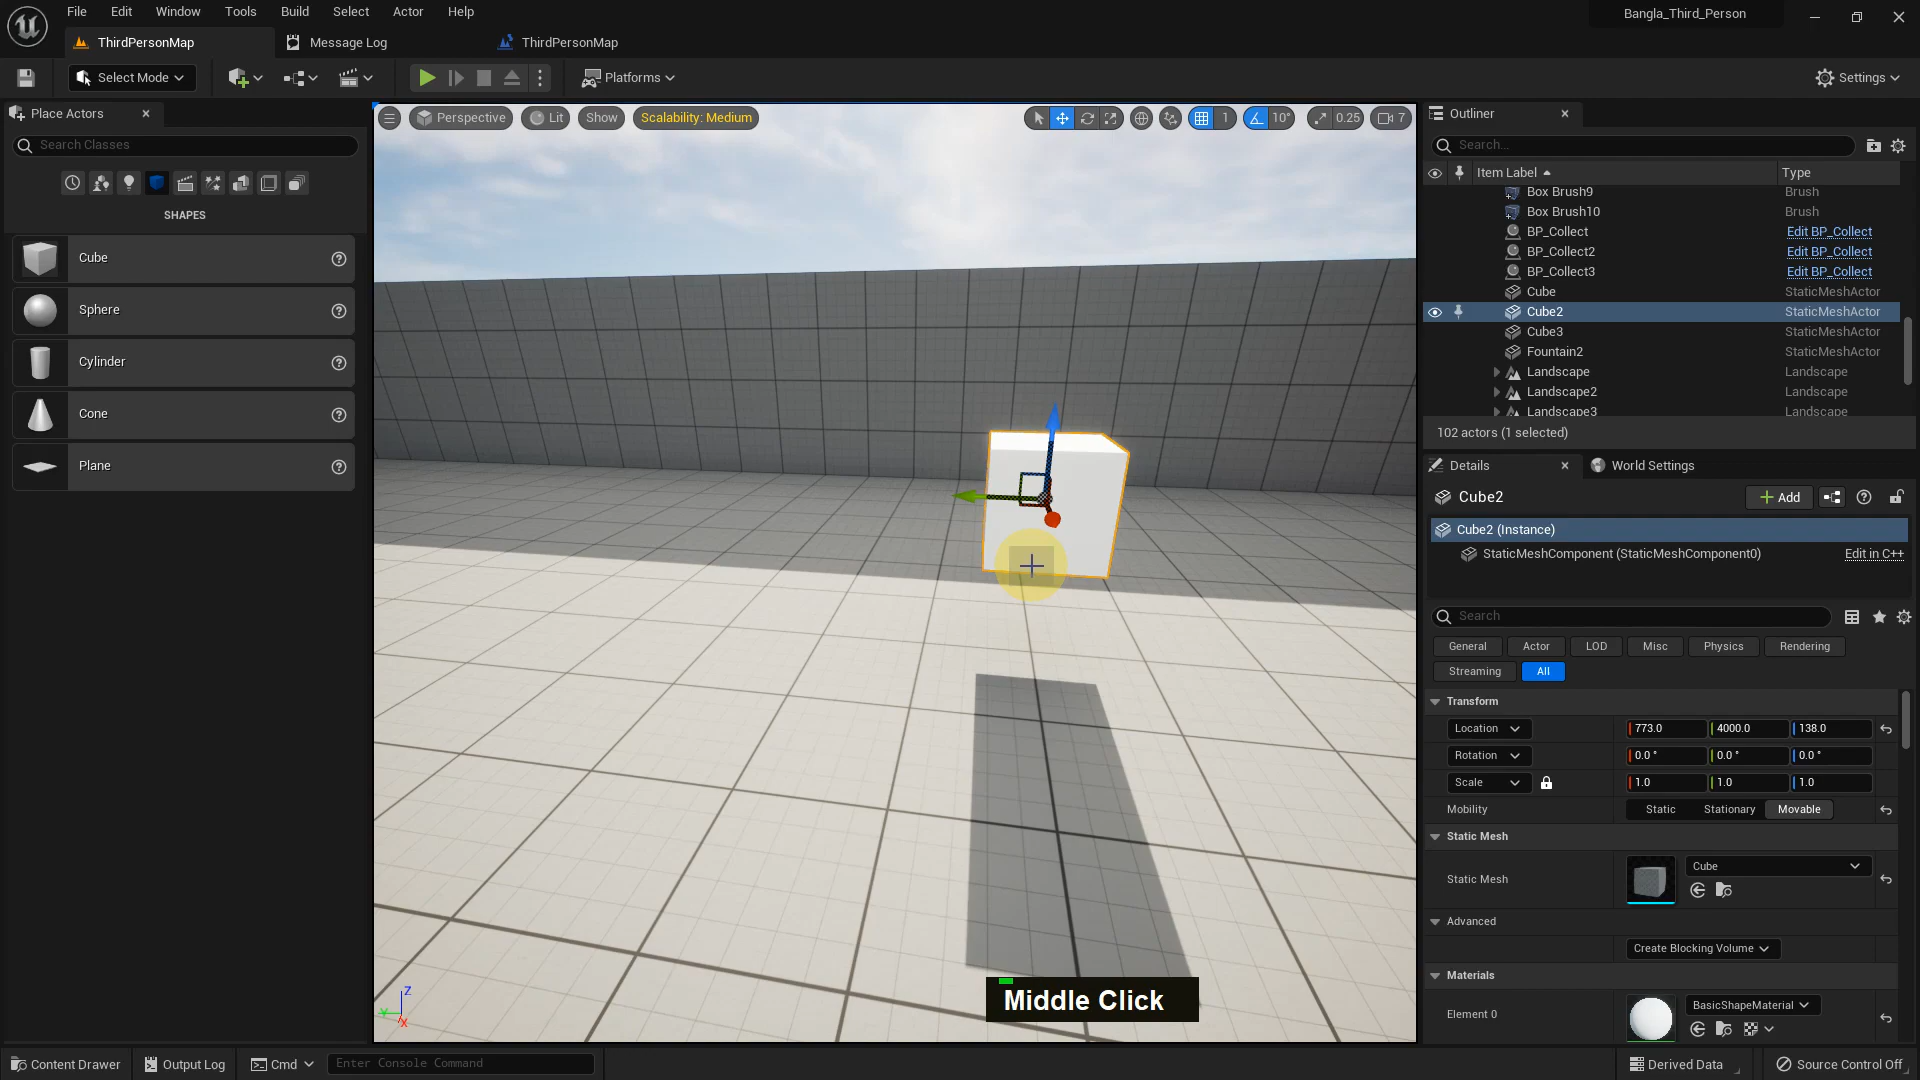 File Edit Window Tools Build Select Actor Help
Bangla_Third_Person
ThirdPersonMap
Message Log
ThirdPersonMap
Select Mode
Platforms
Settings
Place Actors
Search Classes
SHAPES
Cube
Sphere
Cylinder
Cone
Plane
Perspective
Lit
Show
Scalability: Medium
1
10°
0.25
7
Outliner
Search...
Item Label Type
Box Brush9 Brush
Box Brush10 Brush
BP_Collect Edit BP_Collect
BP_Collect2 Edit BP_Collect
BP_Collect3 Edit BP_Collect
Cube StaticMeshActor
Cube2 StaticMeshActor
Cube3 StaticMeshActor
Fountain2 StaticMeshActor
Landscape Landscape
Landscape2 Landscape
Landscape3 Landscape
102 actors (1 selected)
Details
World Settings
Cube2
Add
Cube2 (Instance)
StaticMeshComponent (StaticMeshComponent0) Edit in C++
Search
General Actor LOD Misc Physics Rendering
Streaming All
Transform
Location 773.0 4000.0 138.0
Rotation 0.0 ° 0.0 ° 0.0 °
Scale 1.0 1.0 1.0
Mobility Static Stationary Movable
Static Mesh
Static Mesh Cube
Advanced
Create Blocking Volume
Materials
Element 0 BasicShapeMaterial
Z
Y
X
Middle Click
Content Drawer
Output Log
Cmd
Enter Console Command
Derived Data
Source Control Off